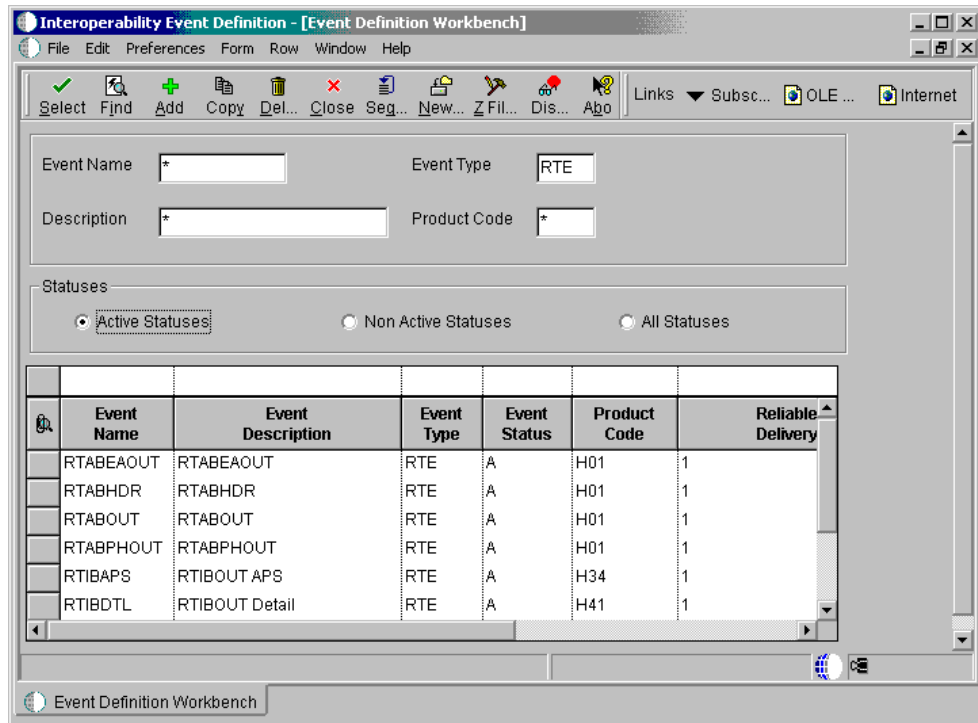 Interoperability Event Definition - [Event Definition Workbench]
File Edit Preferences Form Row Window Help
Select Find Add Copy Del... Close Seg... New... Z Fil... Dis... Abo Links Subsc... OLE ... Internet
Event Name * Event Type RTE
Description * Product Code *
Statuses
Active Statuses Non Active Statuses All Statuses
Event Name Event Description Event Type Event Status Product Code Reliable Delivery
RTABEAOUT RTABEAOUT RTE A H01 1
RTABHDR RTABHDR RTE A H01 1
RTABOUT RTABOUT RTE A H01 1
RTABPHOUT RTABPHOUT RTE A H01 1
RTIBAPS RTIBOUT APS RTE A H34 1
RTIBDTL RTIBOUT Detail RTE A H41 1
Event Definition Workbench